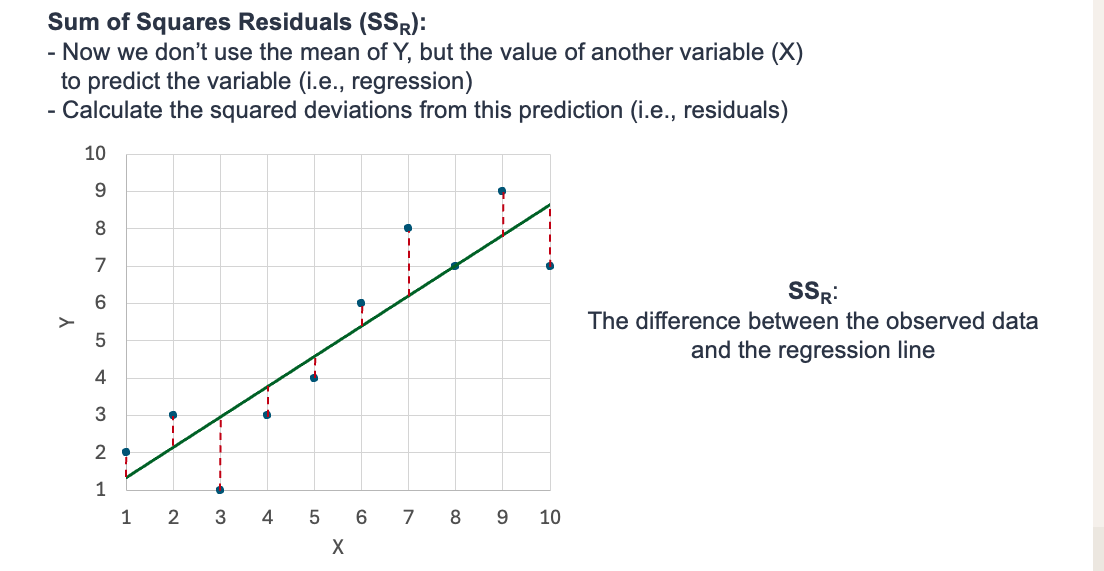 Sum of Squares Residuals (SSR):
- Now we don’t use the mean of Y, but the value of another variable (X)
to predict the variable (i.e., regression)
- Calculate the squared deviations from this prediction (i.e., residuals)
10
9
8
7
6
5
4
3
2
1
Y
1 2 3 4 5 6 7 8 9 10
X
SSR:
The difference between the observed data
and the regression line